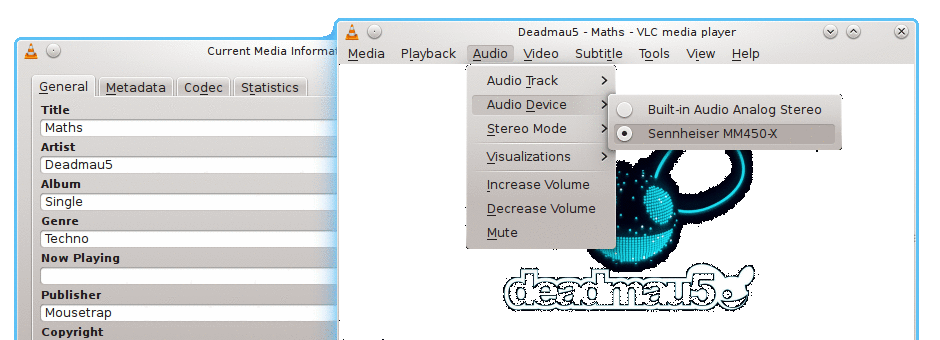 Current Media Informat
General Metadata Codec Statistics
Title
Maths
Artist
Deadmau5
Album
Single
Genre
Techno
Now Playing
Publisher
Mousetrap
Copyright
Deadmau5 - Maths - VLC media player
Media Playback Audio Video Subtitle Tools View Help
Audio Track
Audio Device
Stereo Mode
Visualizations
Increase Volume
Decrease Volume
Mute
Built-in Audio Analog Stereo
Sennheiser MM450-X
deadmau5